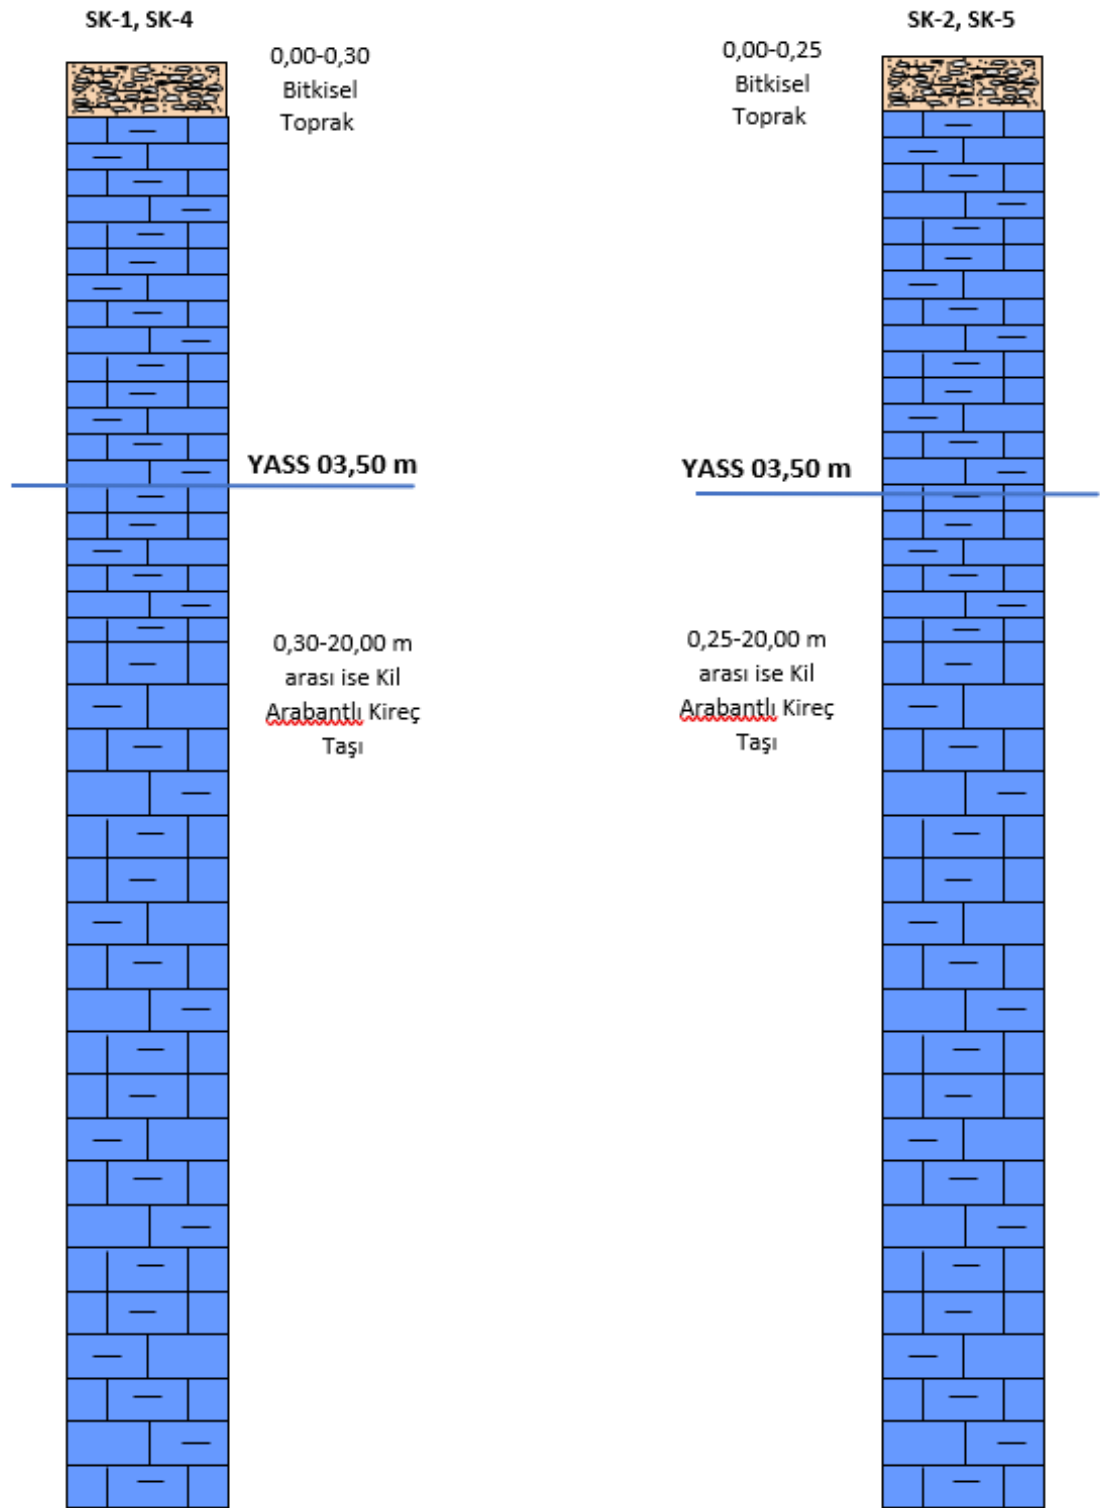 SK-1, SK-4
0,00-0,30
Bitkisel
Toprak
YASS 03,50 m
0,30-20,00 m
arası ise Kil
Arabantlı Kireç
Taşı
SK-2, SK-5
0,00-0,25
Bitkisel
Toprak
YASS 03,50 m
0,25-20,00 m
arası ise Kil
Arabantlı Kireç
Taşı